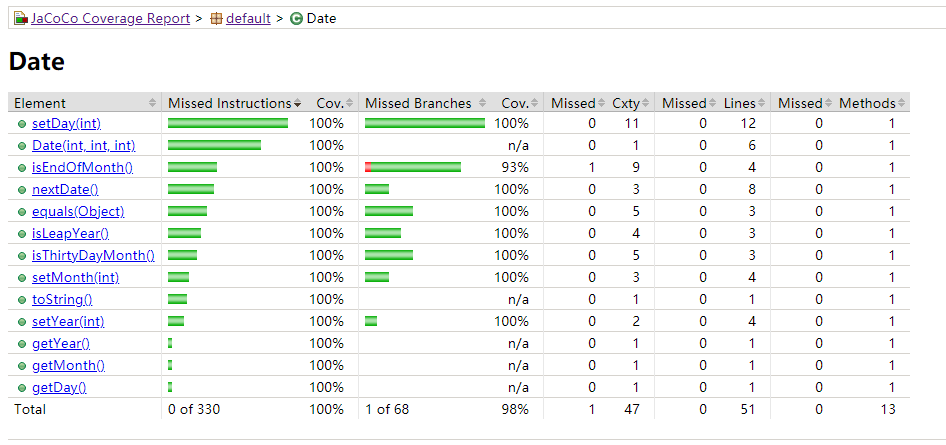 JaCoCo Coverage Report > default > Date
Date
Element Missed Instructions Cov. Missed Branches Cov. Missed Cxty Missed Lines Missed Methods
setDay(int) 100% 100% 0 11 0 12 0 1
Date(int, int, int) 100% n/a 0 1 0 6 0 1
isEndOfMonth() 100% 93% 1 9 0 4 0 1
nextDate() 100% 100% 0 3 0 8 0 1
equals(Object) 100% 100% 0 5 0 3 0 1
isLeapYear() 100% 100% 0 4 0 3 0 1
isThirtyDayMonth() 100% 100% 0 5 0 3 0 1
setMonth(int) 100% 100% 0 3 0 4 0 1
toString() 100% n/a 0 1 0 1 0 1
setYear(int) 100% 100% 0 2 0 4 0 1
getYear() 100% n/a 0 1 0 1 0 1
getMonth() 100% n/a 0 1 0 1 0 1
getDay() 100% n/a 0 1 0 1 0 1
Total 0 of 330 100% 1 of 68 98% 1 47 0 51 0 13